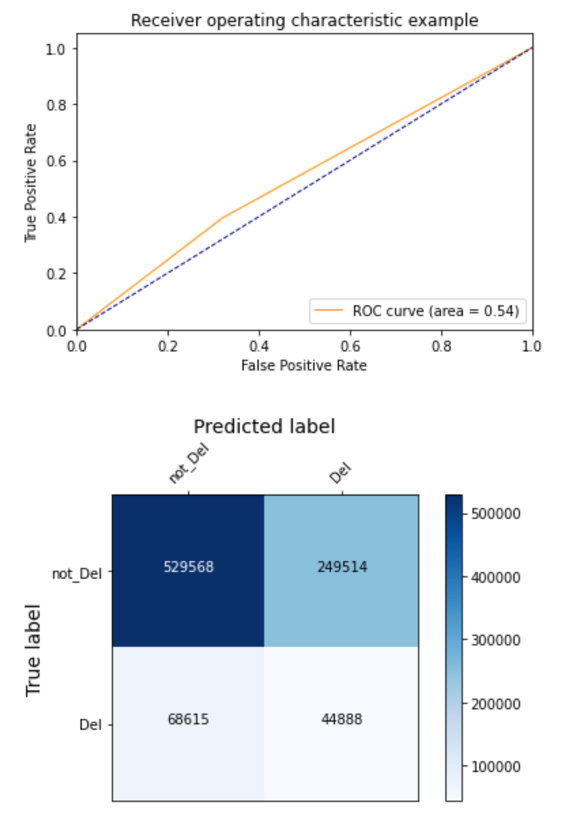 Receiver operating characteristic example
1.0
0.8
0.6
0.4
0.2
0.0
True Positive Rate
ROC curve (area = 0.54)
0.0 0.2 0.4 0.6 0.8 1.0
False Positive Rate
Predicted label
not_Del Del
True label
not_Del 529568 249514
Del 68615 44888
500000
400000
300000
200000
100000